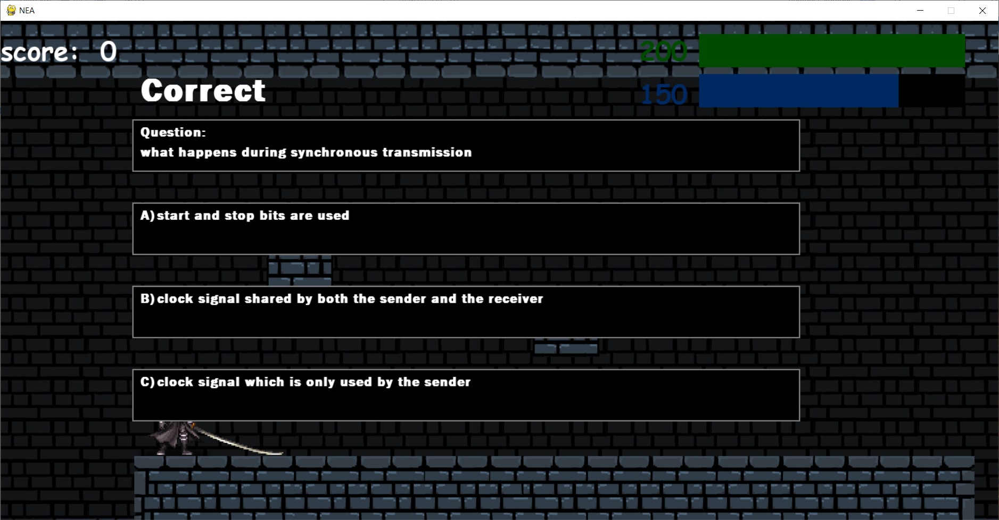 NEA
score: 0
200
Correct
150
Question:
what happens during synchronous transmission
A) start and stop bits are used
B) clock signal shared by both the sender and the receiver
C) clock signal which is only used by the sender